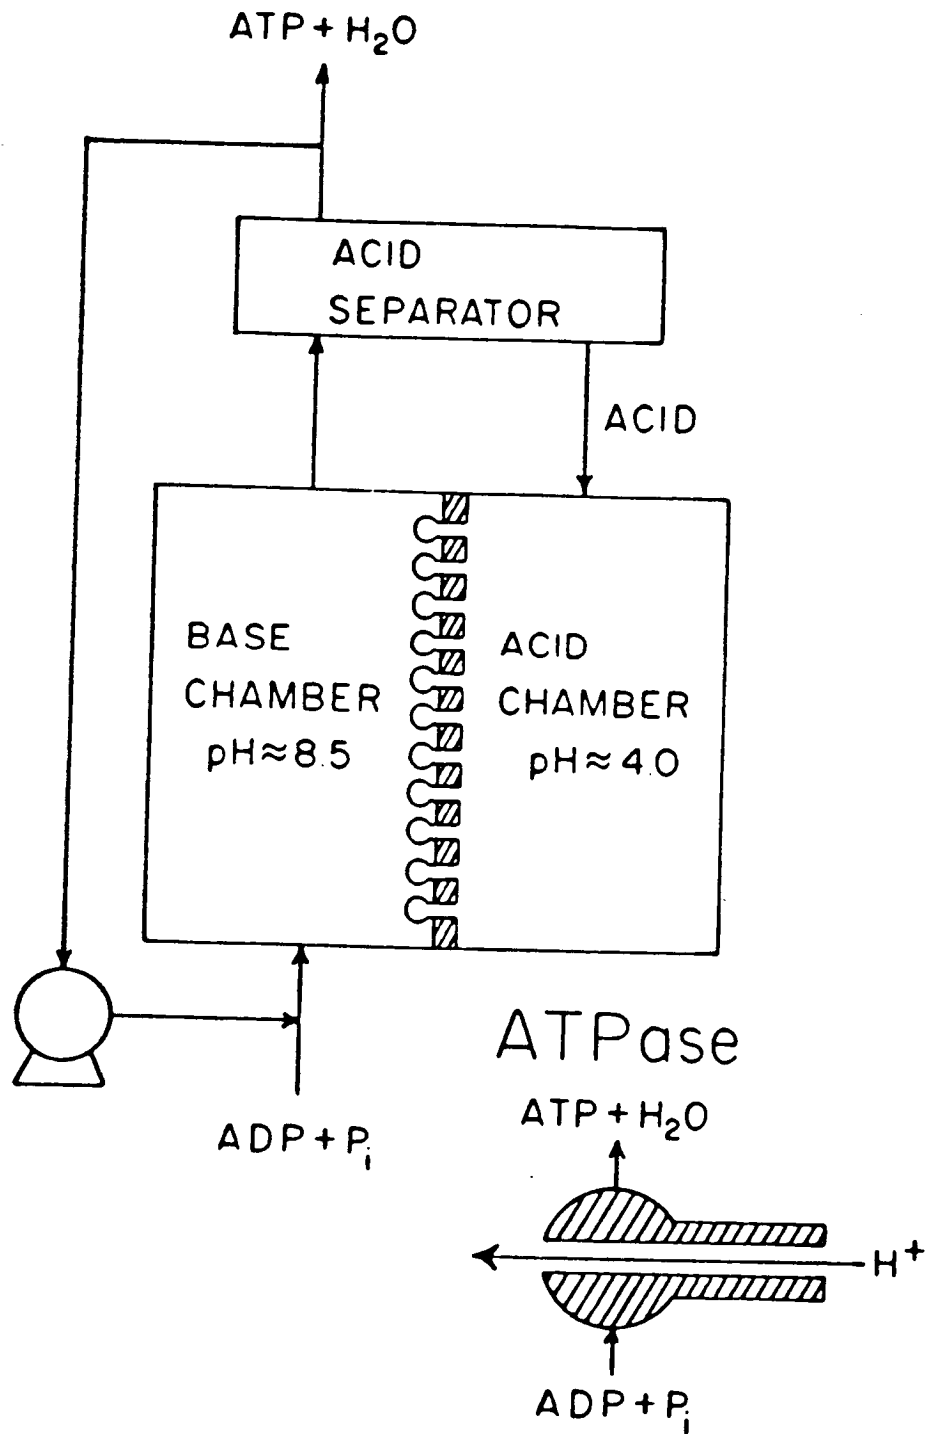 ATP + H₂O
ACID
SEPARATOR
ACID
BASE
CHAMBER
pH≈8.5
ACID
CHAMBER
pH≈4.0
ADP + Pᵢ
ATPase
ATP + H₂O
H⁺
ADP + Pᵢ